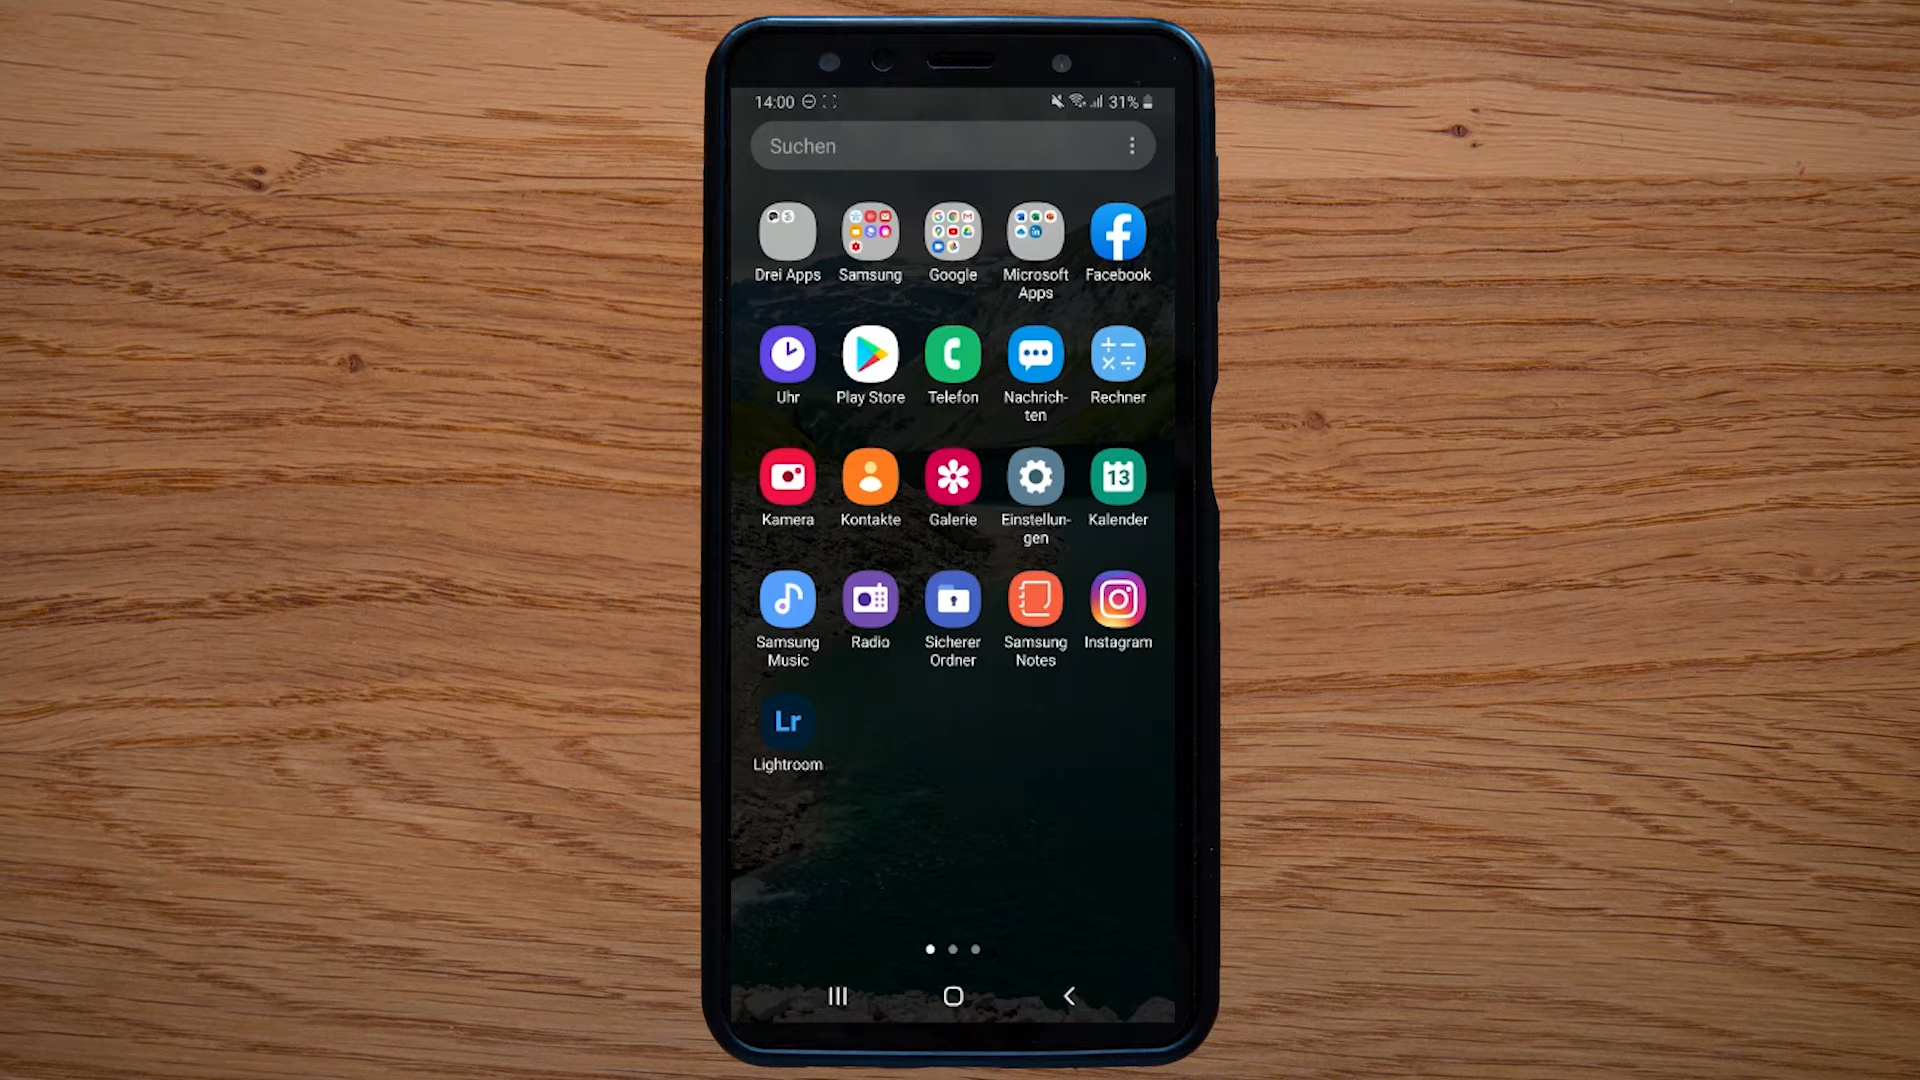 14:00 31%
Suchen
Drei Apps Samsung Google Microsoft Facebook
Apps
Uhr Play Store Telefon Nachrich- Rechner
ten
13
Kamera Kontakte Galerie Einstellun- Kalender
gen
Samsung Radio Sicherer Samsung Instagram
Music Ordner Notes
Lr
Lightroom